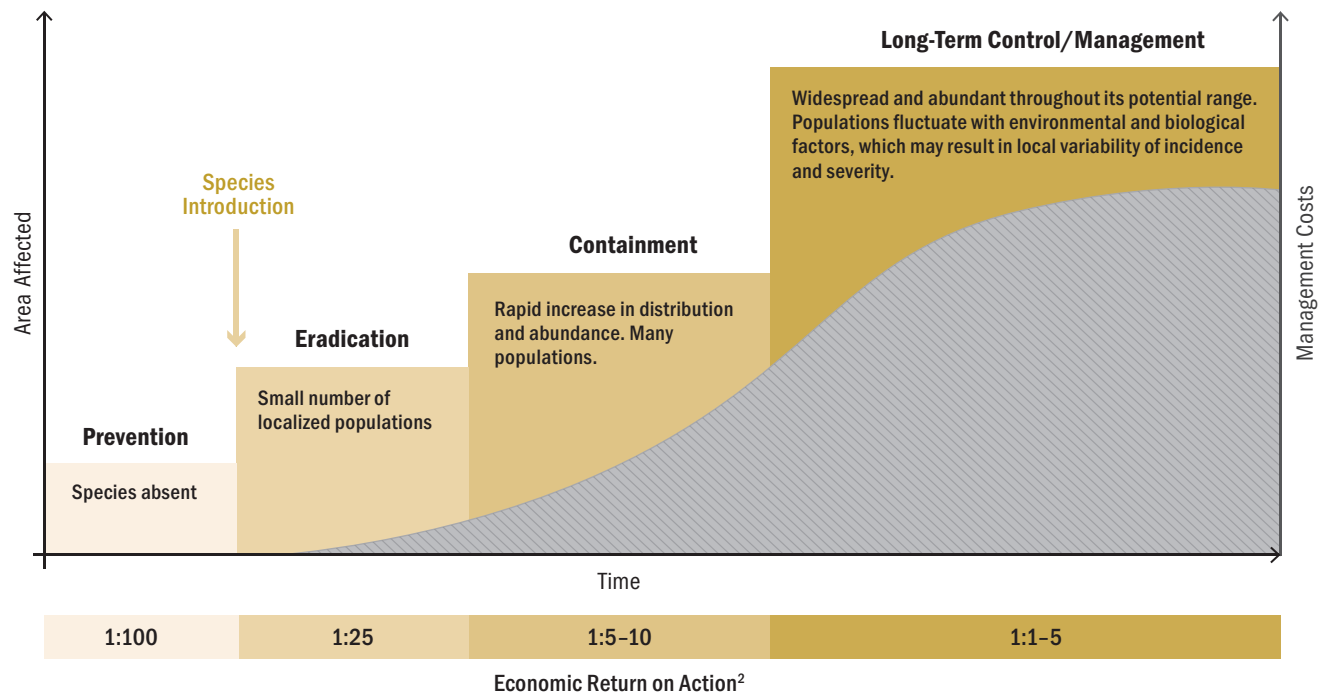 Long-Term Control/Management
Widespread and abundant throughout its potential range.
Populations fluctuate with environmental and biological
factors, which may result in local variability of incidence
and severity.
Species
Introduction
Containment
Rapid increase in distribution
and abundance. Many
populations.
Eradication
Small number of
localized populations
Prevention
Species absent
Area Affected
Management Costs
Time
1:100
1:25
1:5–10
1:1–5
Economic Return on Action²